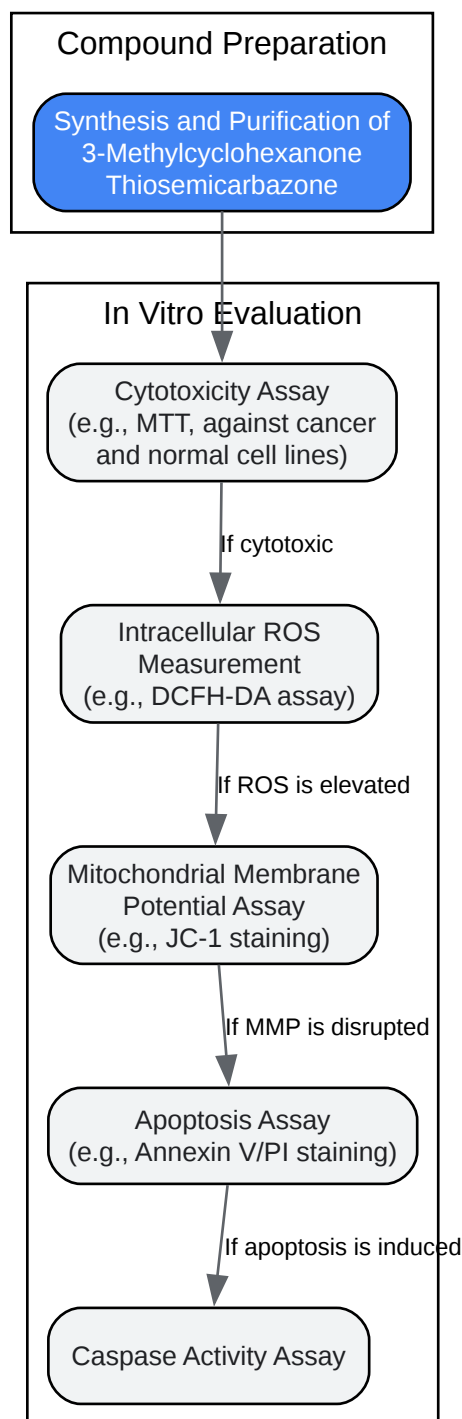 Compound Preparation
Synthesis and Purification of
3-Methylcyclohexanone
Thiosemicarbazone
In Vitro Evaluation
Cytotoxicity Assay
(e.g., MTT, against cancer
and normal cell lines)
If cytotoxic
Intracellular ROS
Measurement
(e.g., DCFH-DA assay)
If ROS is elevated
Mitochondrial Membrane
Potential Assay
(e.g., JC-1 staining)
If MMP is disrupted
Apoptosis Assay
(e.g., Annexin V/PI staining)
If apoptosis is induced
Caspase Activity Assay